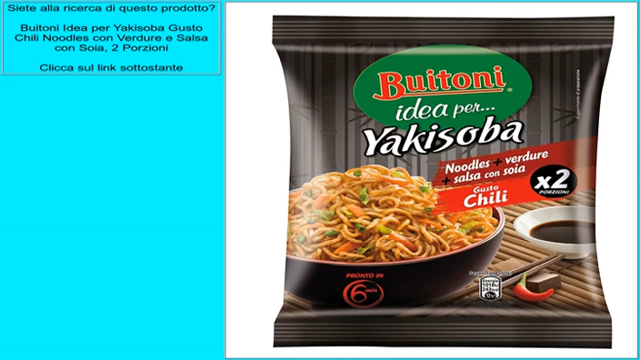 Siete alla ricerca di questo prodotto?
Buitoni Idea per Yakisoba Gusto
Chili Noodles con Verdure e Salsa
con Soia, 2 Porzioni
Clicca sul link sottostante
Buitoni
idea per...
Yakisoba
Noodles + verdure
+ salsa con soia
Gusto
Chili
x2
PORZIONI
PRONTO IN
6 min